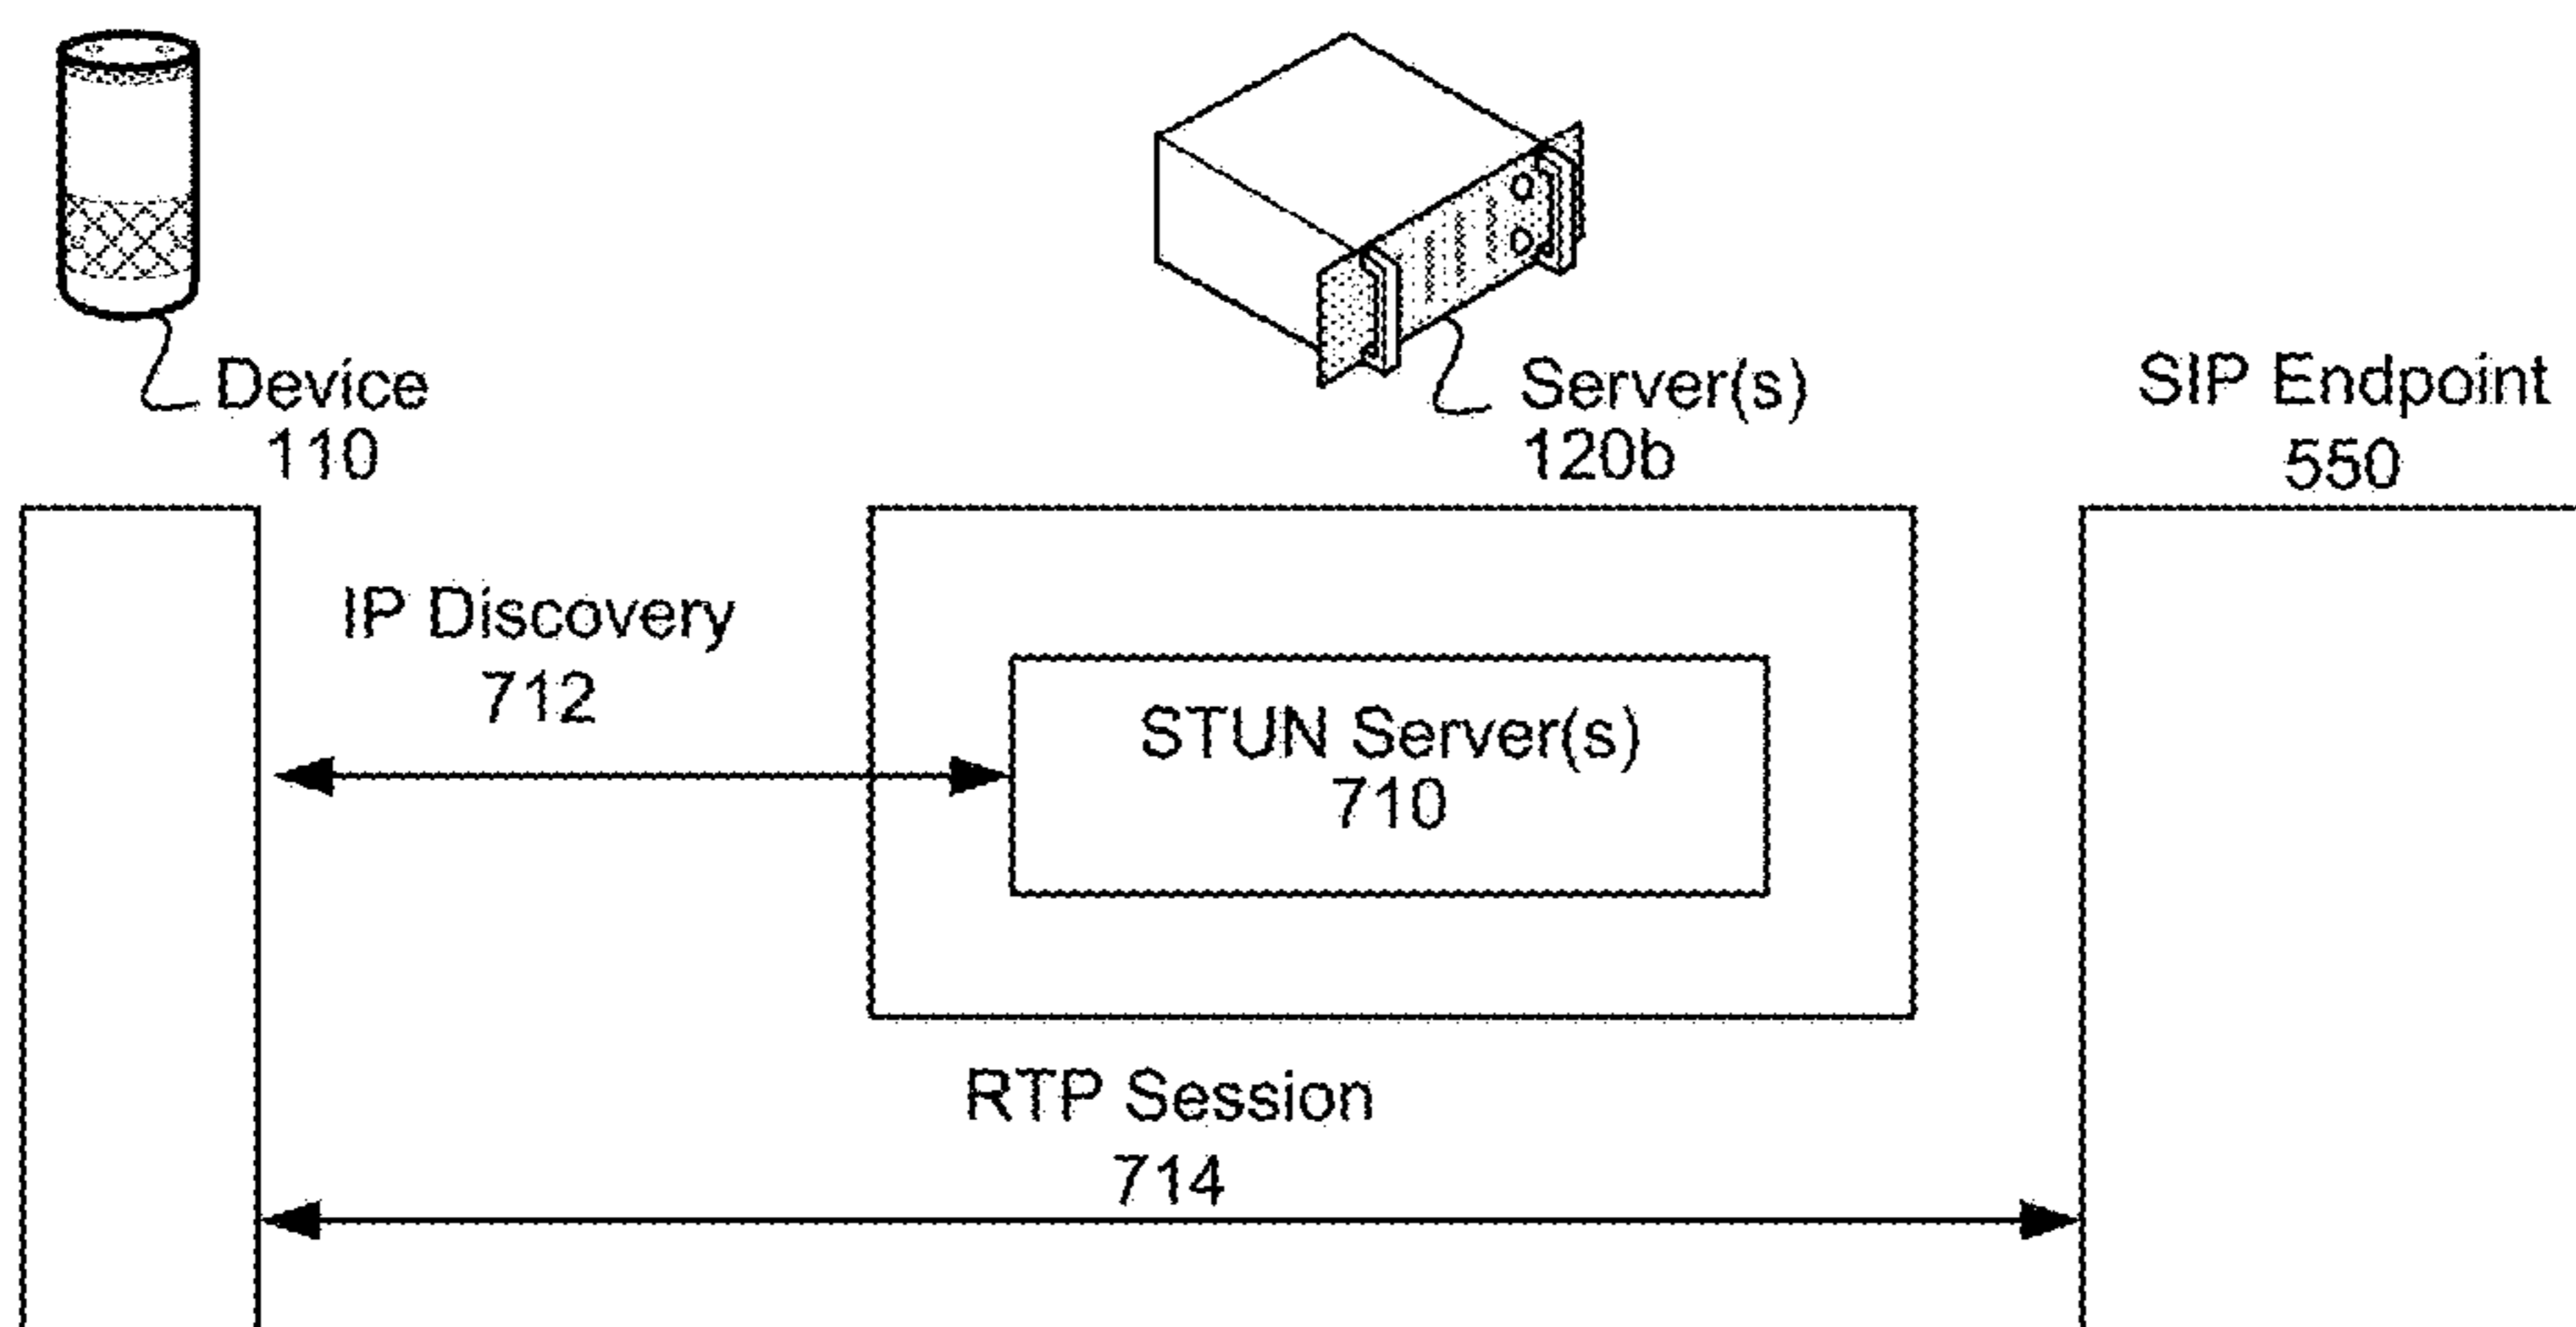 Device
110
Server(s)
120b
SIP Endpoint
550
IP Discovery
712
STUN Server(s)
710
RTP Session
714